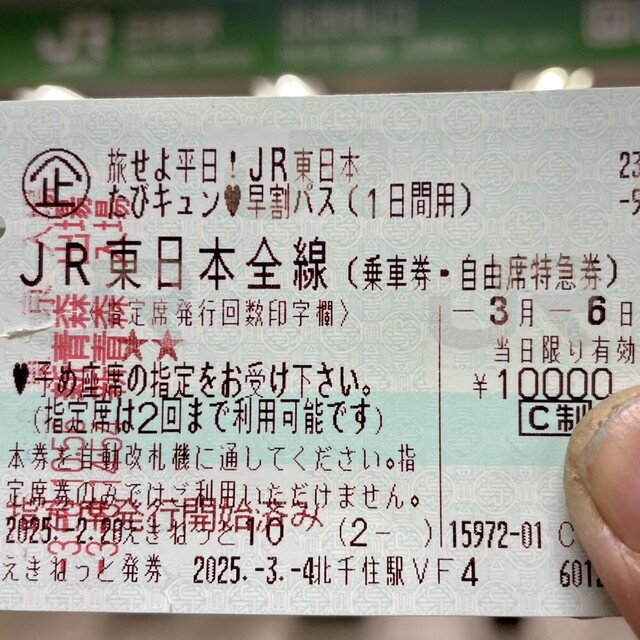 JR
企 旅せよ平日！JR東日本
たびキュン♥早割パス（1日間用）
JR東日本全線（乗車券・自由席特急券）
〈指定席発行回数印字欄〉
★★
－3月－6日
当日限り有効
♥予め座席の指定をお受け下さい。
¥10000
（指定席は2回まで利用可能です）
C制
本券を自動改札機に通してください。指
定席券のみではご利用いただけません。
指定席発行開始済み
2025.-2.20えきねっと10 （2-　） 15972-01
えきねっと発券 2025.-3.-4北千住駅VF4